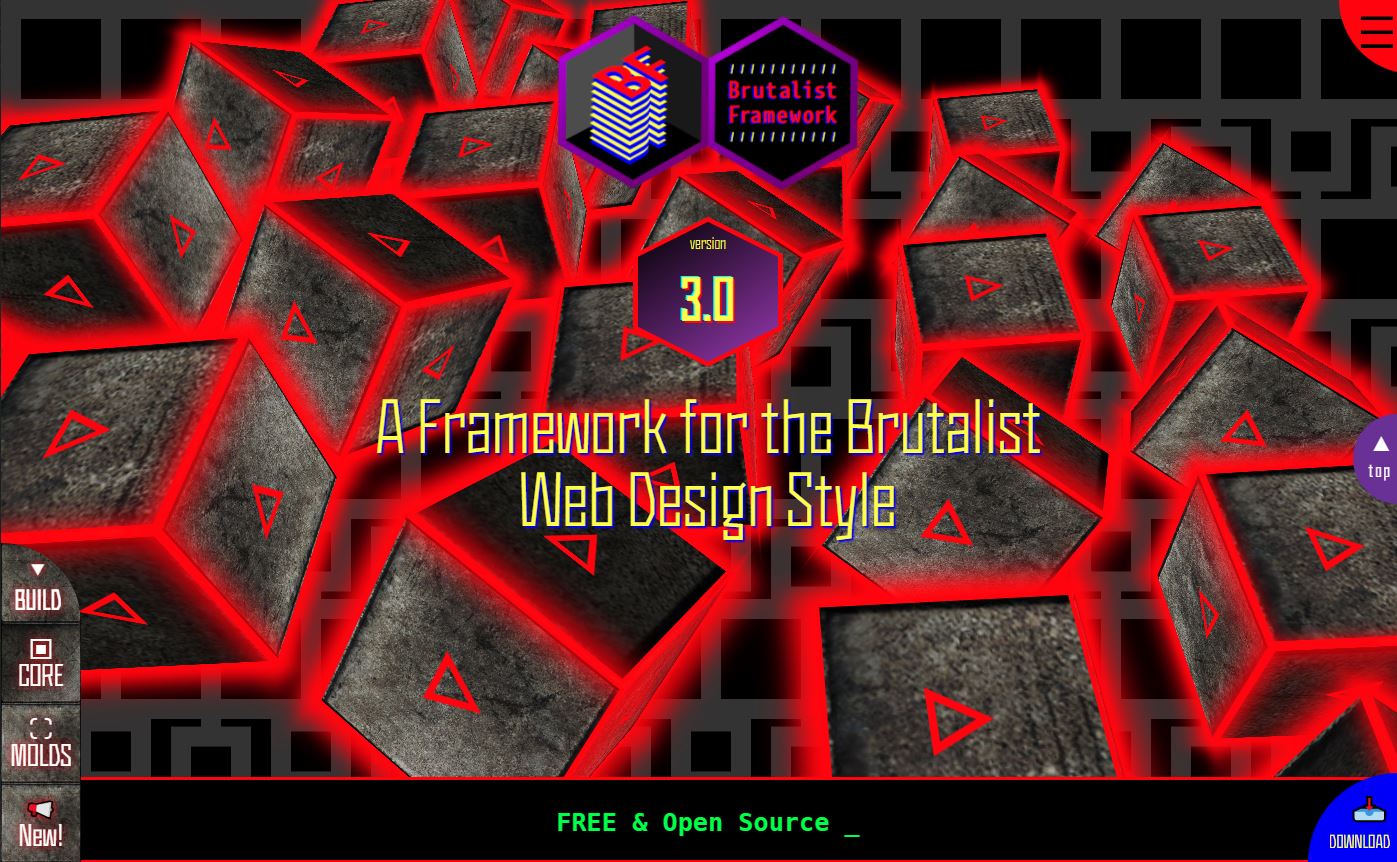 BF
Brutalist
Framework
version
3.0
A Framework for the Brutalist
Web Design Style
top
BUILD
CORE
MOLDS
New!
FREE & Open Source _
DOWNLOAD